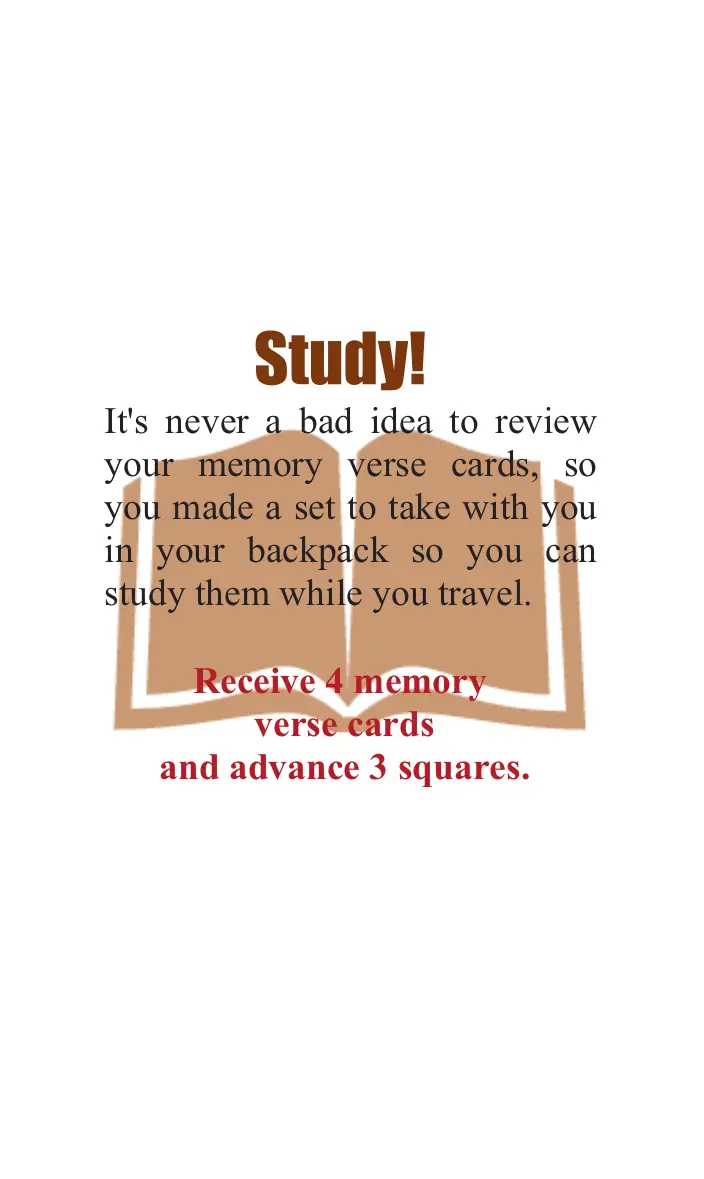 Study!
It's never a bad idea to review
your memory verse cards, so
you made a set to take with you
in your backpack so you can
study them while you travel.
Receive 4 memory
verse cards
and advance 3 squares.